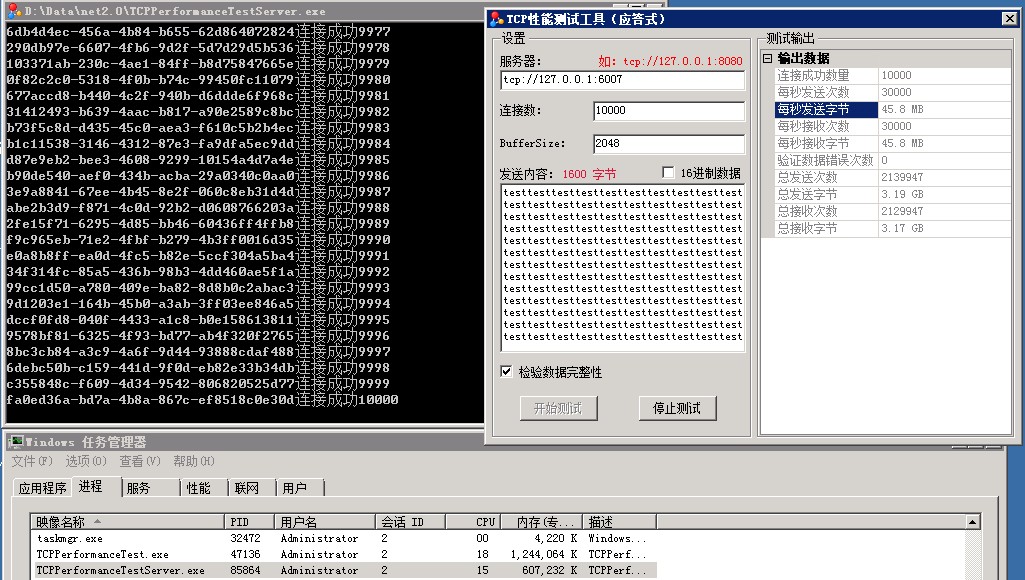 D:\Data\net2.0\TCPPerformanceTestServer.exe
6db4d4ec-456a-4b84-b655-62d864072824连接成功9977
290db97e-6607-4fb6-9d2f-5d7d29d5b536连接成功9978
103371ab-230c-4ae1-84ff-b8d75847665e连接成功9979
0f82c2c0-5318-4f0b-b74c-99450fc11079连接成功9980
677accd8-b440-4c2f-940b-d6ddde6f968c连接成功9981
31412493-b639-4aac-b817-a90e2589c8bc连接成功9982
b73f5c8d-d435-45c0-aea3-f610c5b2b4ec连接成功9983
b1c11538-3146-4312-87e3-fa9dfa5ec9dd连接成功9984
d87e9eb2-bee3-4608-9299-10154a4d7a4e连接成功9985
b90de540-aef0-434b-acba-29a0340c0aa0连接成功9986
3e9a8841-67ee-4b45-8e2f-060c8eb31d4d连接成功9987
abe2b3d9-f871-4c0d-92b2-d0608766203a连接成功9988
2fe15f71-6295-4d85-bb46-60436ff4ffb8连接成功9989
f9c965eb-71e2-4fbf-b279-4b3ff0016d35连接成功9990
e0a8b8ff-ea0d-4fc5-b82e-5ccf304a5ba4连接成功9991
34f314fc-85a5-436b-98b3-4dd460ae5f1a连接成功9992
99cc1d50-a780-409e-ba82-8d8b0c2abac3连接成功9993
9d1203e1-164b-45b0-a3ab-3ff03ee846a5连接成功9994
dccf0fd8-040f-4433-a1c8-b0e158613811连接成功9995
9578bf81-6325-4f93-bd77-ab4f320f2765连接成功9996
8bc3cb84-a3c9-4a6f-9d44-93888cdaf488连接成功9997
6debc50b-c159-441d-9f0d-eb82e33b34db连接成功9998
c355848c-f609-4d34-9542-806820525d77连接成功9999
fa0ed36a-bd7a-4b8a-867c-ef8518c0e30d连接成功10000
TCP性能测试工具（应答式）
设置
服务器：
如：tcp://127.0.0.1:8080
tcp://127.0.0.1:6007
连接数：
10000
BufferSize:
2048
发送内容：
1600 字节
16进制数据
testtesttesttesttesttesttesttesttesttest
testtesttesttesttesttesttesttesttesttest
testtesttesttesttesttesttesttesttesttest
testtesttesttesttesttesttesttesttesttest
testtesttesttesttesttesttesttesttesttest
testtesttesttesttesttesttesttesttesttest
testtesttesttesttesttesttesttesttesttest
testtesttesttesttesttesttesttesttesttest
testtesttesttesttesttesttesttesttesttest
testtesttesttesttesttesttesttesttesttest
testtesttesttesttesttesttesttesttesttest
testtesttesttesttesttesttesttesttesttest
testtesttesttesttesttesttesttesttesttest
检验数据完整性
开始测试
停止测试
测试输出
输出数据
连接成功数量 10000
每秒发送次数 30000
每秒发送字节 45.8 MB
每秒接收次数 30000
每秒接收字节 45.8 MB
验证数据错误次数 0
总发送次数 2139947
总发送字节 3.19 GB
总接收次数 2129947
总接收字节 3.17 GB
Windows 任务管理器
文件(F) 选项(O) 查看(V) 帮助(H)
应用程序 进程 服务 性能 联网 用户
映像名称 PID 用户名 会话 ID CPU 内存(专... 描述
taskmgr.exe 32472 Administrator 2 00 4,220 K Windows...
TCPPerformanceTest.exe 47136 Administrator 2 18 1,244,064 K TCPPerf...
TCPPerformanceTestServer.exe 85864 Administrator 2 15 607,232 K TCPPerf...